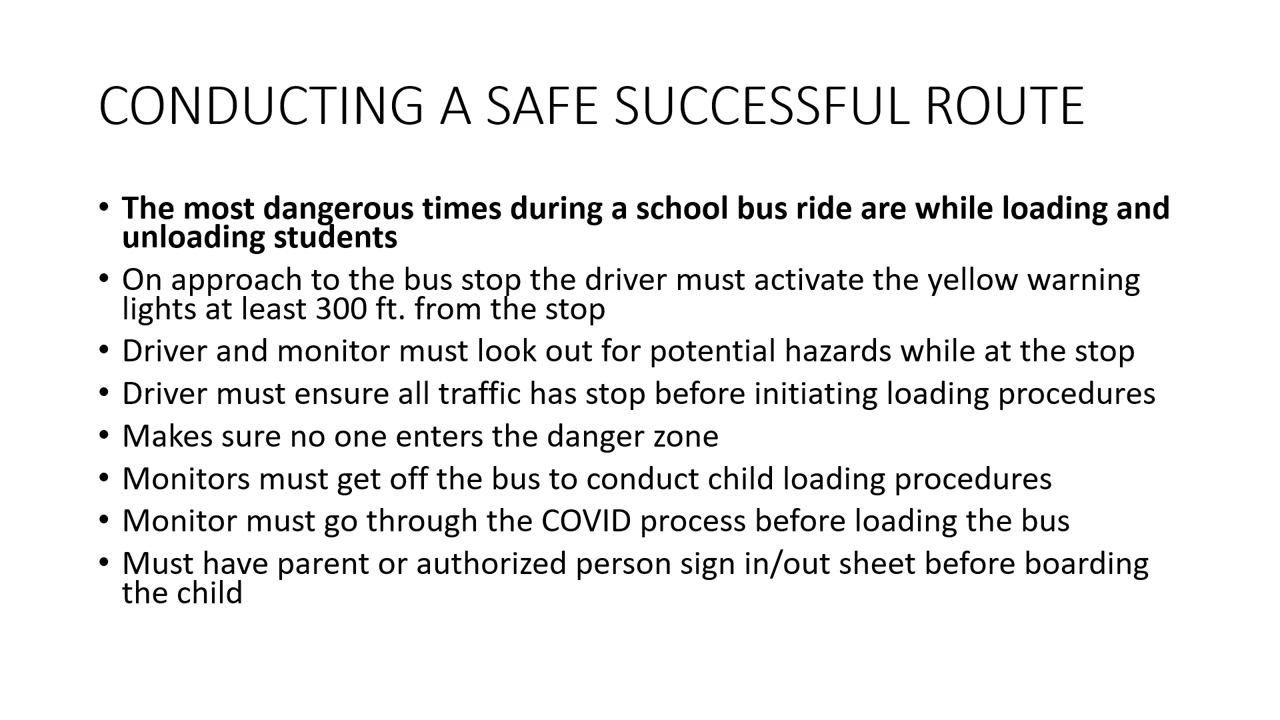 CONDUCTING A SAFE SUCCESSFUL ROUTE
• The most dangerous times during a school bus ride are while loading and
unloading students
• On approach to the bus stop the driver must activate the yellow warning
lights at least 300 ft. from the stop
• Driver and monitor must look out for potential hazards while at the stop
• Driver must ensure all traffic has stop before initiating loading procedures
• Makes sure no one enters the danger zone
• Monitors must get off the bus to conduct child loading procedures
• Monitor must go through the COVID process before loading the bus
• Must have parent or authorized person sign in/out sheet before boarding
the child